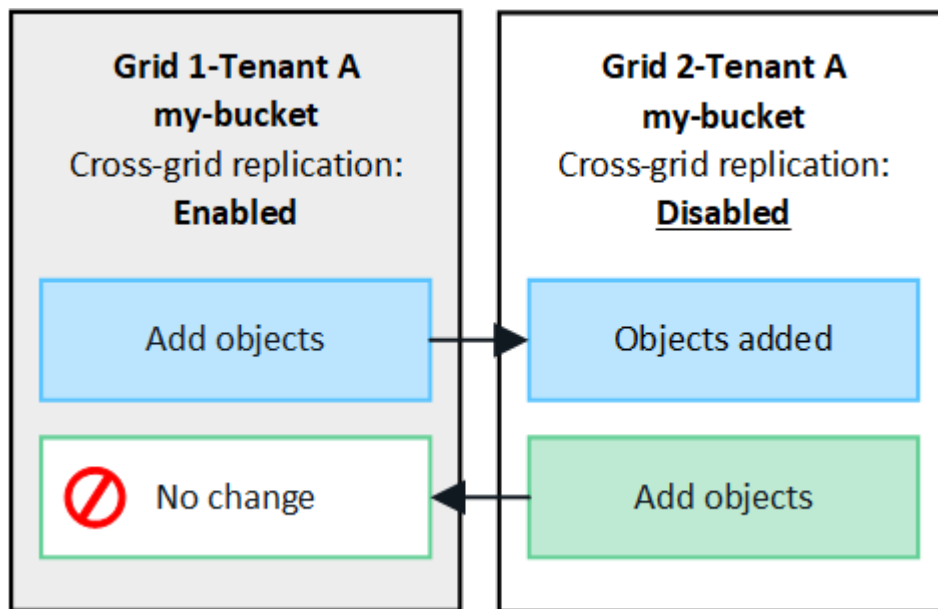 Grid 1-Tenant A
my-bucket
Cross-grid replication:
Enabled
Add objects
No change
Grid 2-Tenant A
my-bucket
Cross-grid replication:
Disabled
Objects added
Add objects